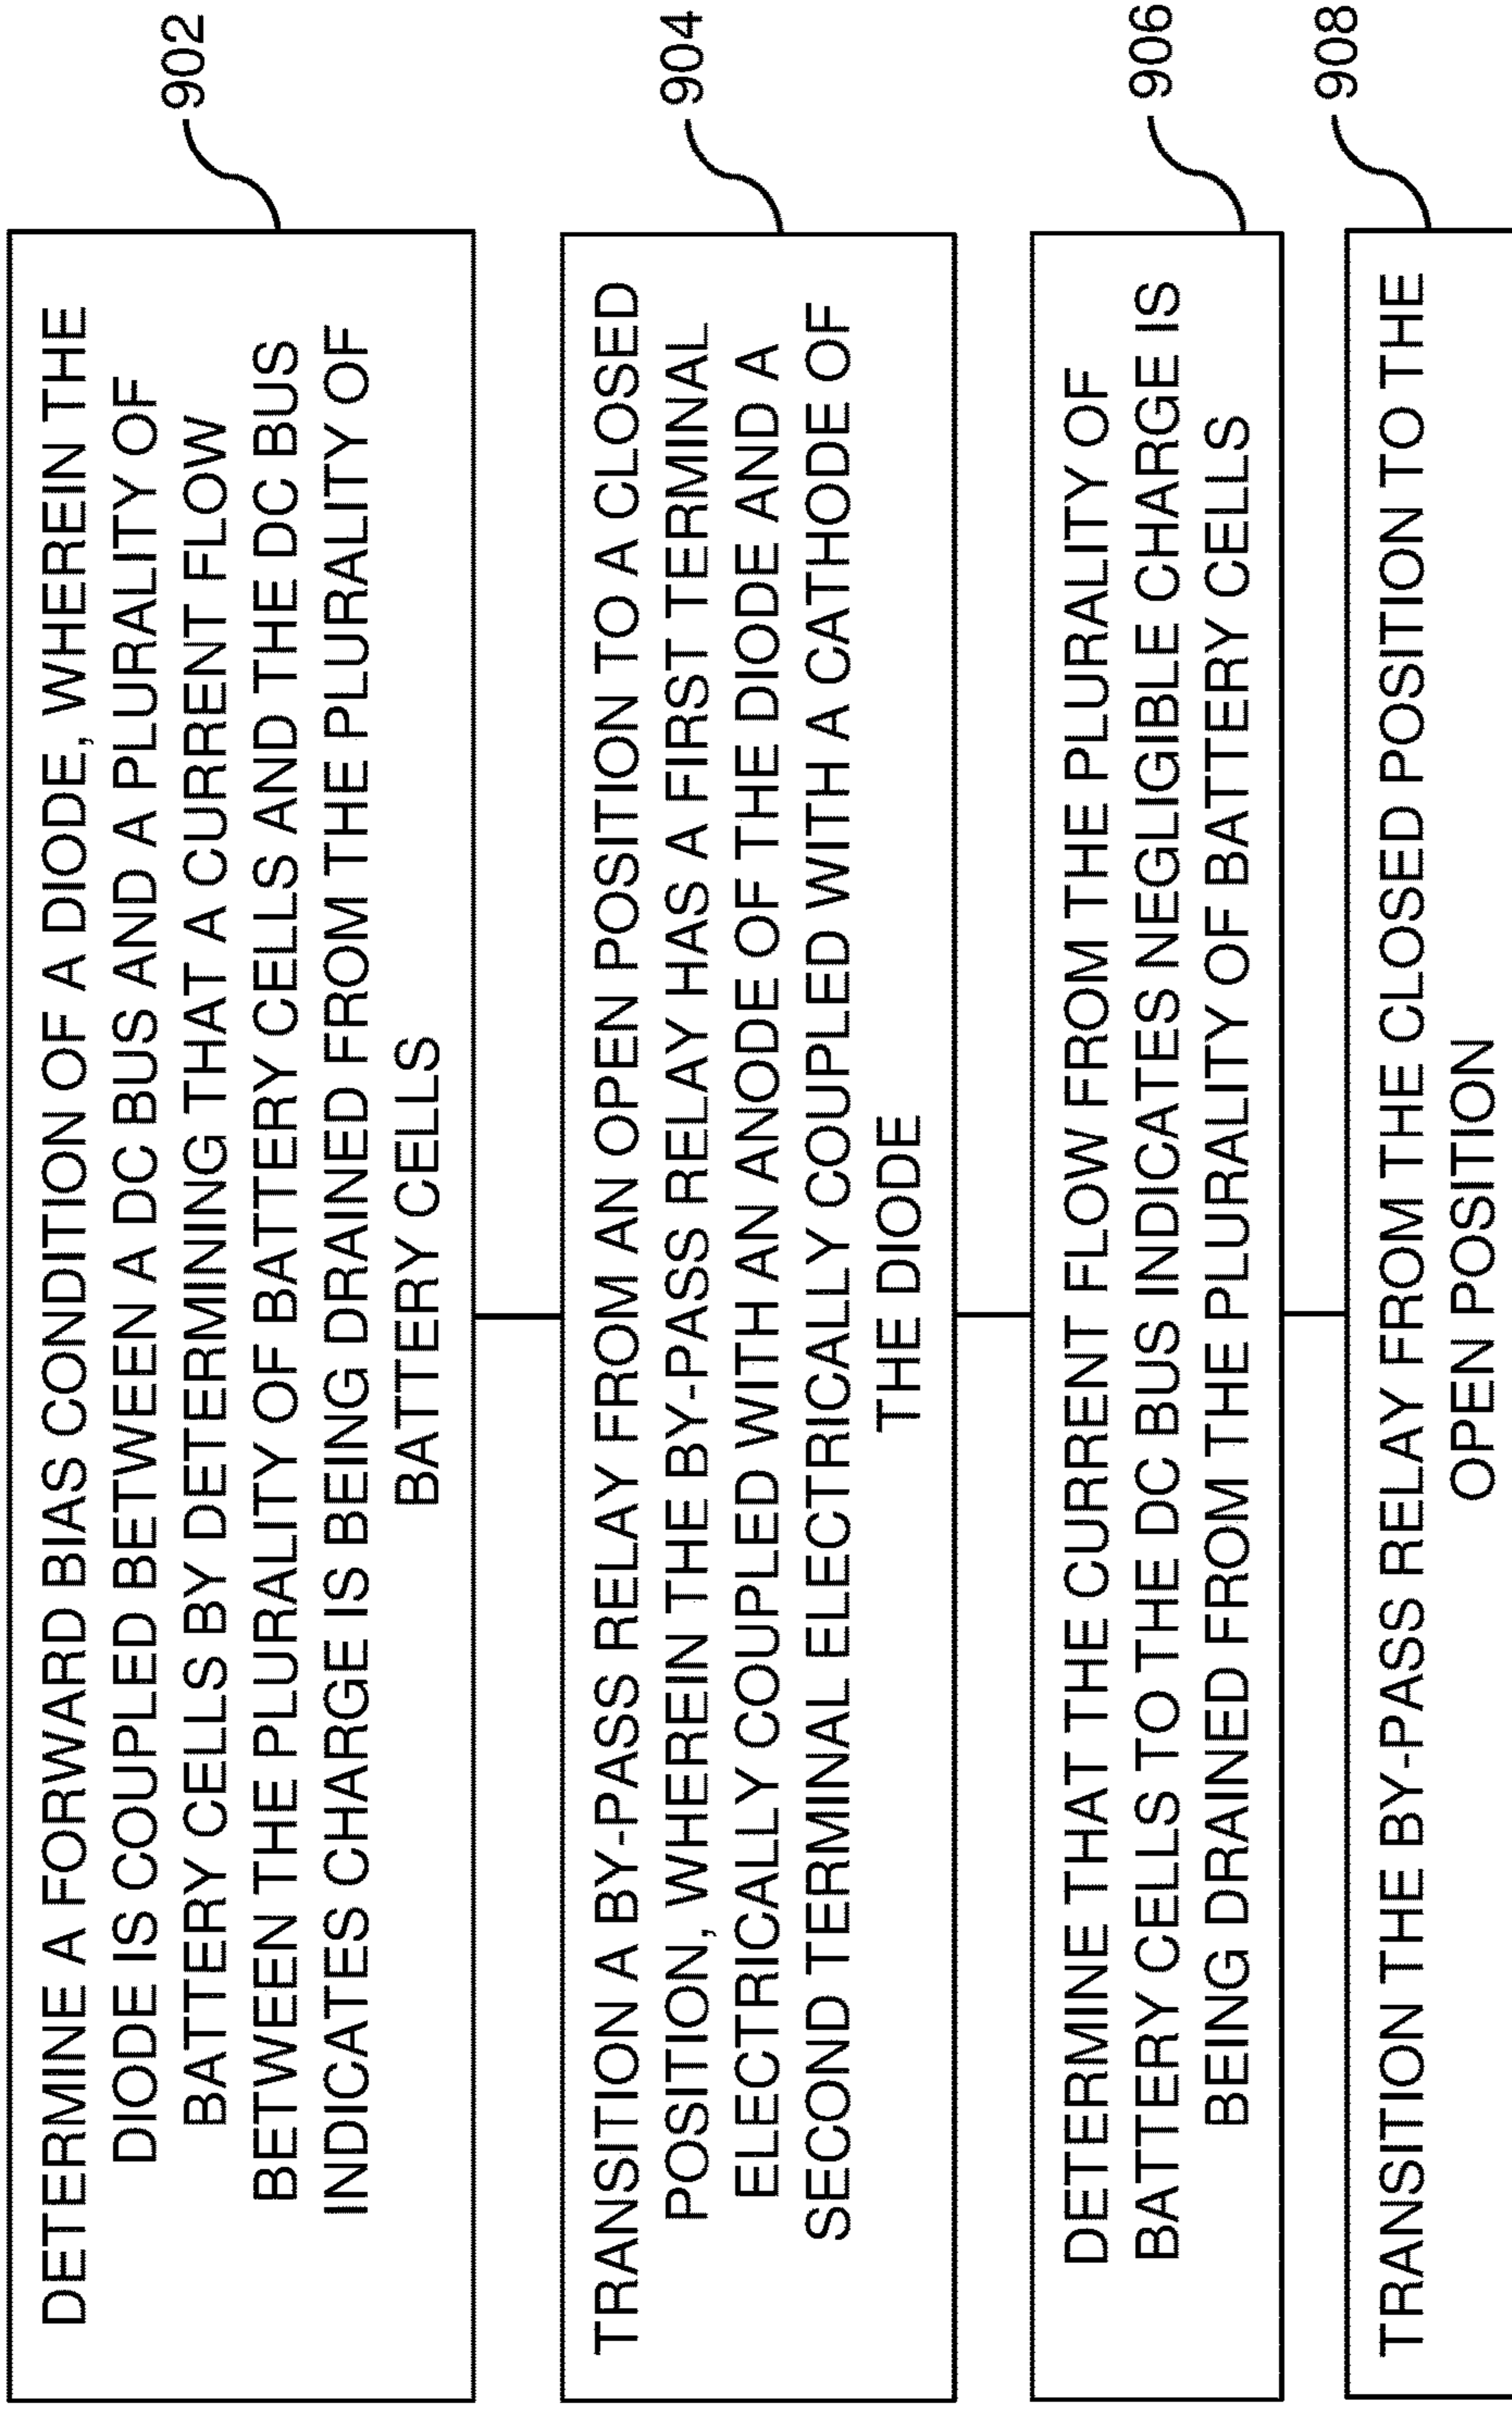 DETERMINE A FORWARD BIAS CONDITION OF A DIODE, WHEREIN THE
DIODE IS COUPLED BETWEEN A DC BUS AND A PLURALITY OF
BATTERY CELLS BY DETERMINING THAT A CURRENT FLOW
BETWEEN THE PLURALITY OF BATTERY CELLS AND THE DC BUS
INDICATES CHARGE IS BEING DRAINED FROM THE PLURALITY OF
BATTERY CELLS
902
TRANSITION A BY-PASS RELAY FROM AN OPEN POSITION TO A CLOSED
POSITION, WHEREIN THE BY-PASS RELAY HAS A FIRST TERMINAL
ELECTRICALLY COUPLED WITH AN ANODE OF THE DIODE AND A
SECOND TERMINAL ELECTRICALLY COUPLED WITH A CATHODE OF
THE DIODE
904
DETERMINE THAT THE CURRENT FLOW FROM THE PLURALITY OF
BATTERY CELLS TO THE DC BUS INDICATES NEGLIGIBLE CHARGE IS
BEING DRAINED FROM THE PLURALITY OF BATTERY CELLS
906
TRANSITION THE BY-PASS RELAY FROM THE CLOSED POSITION TO THE
OPEN POSITION
908